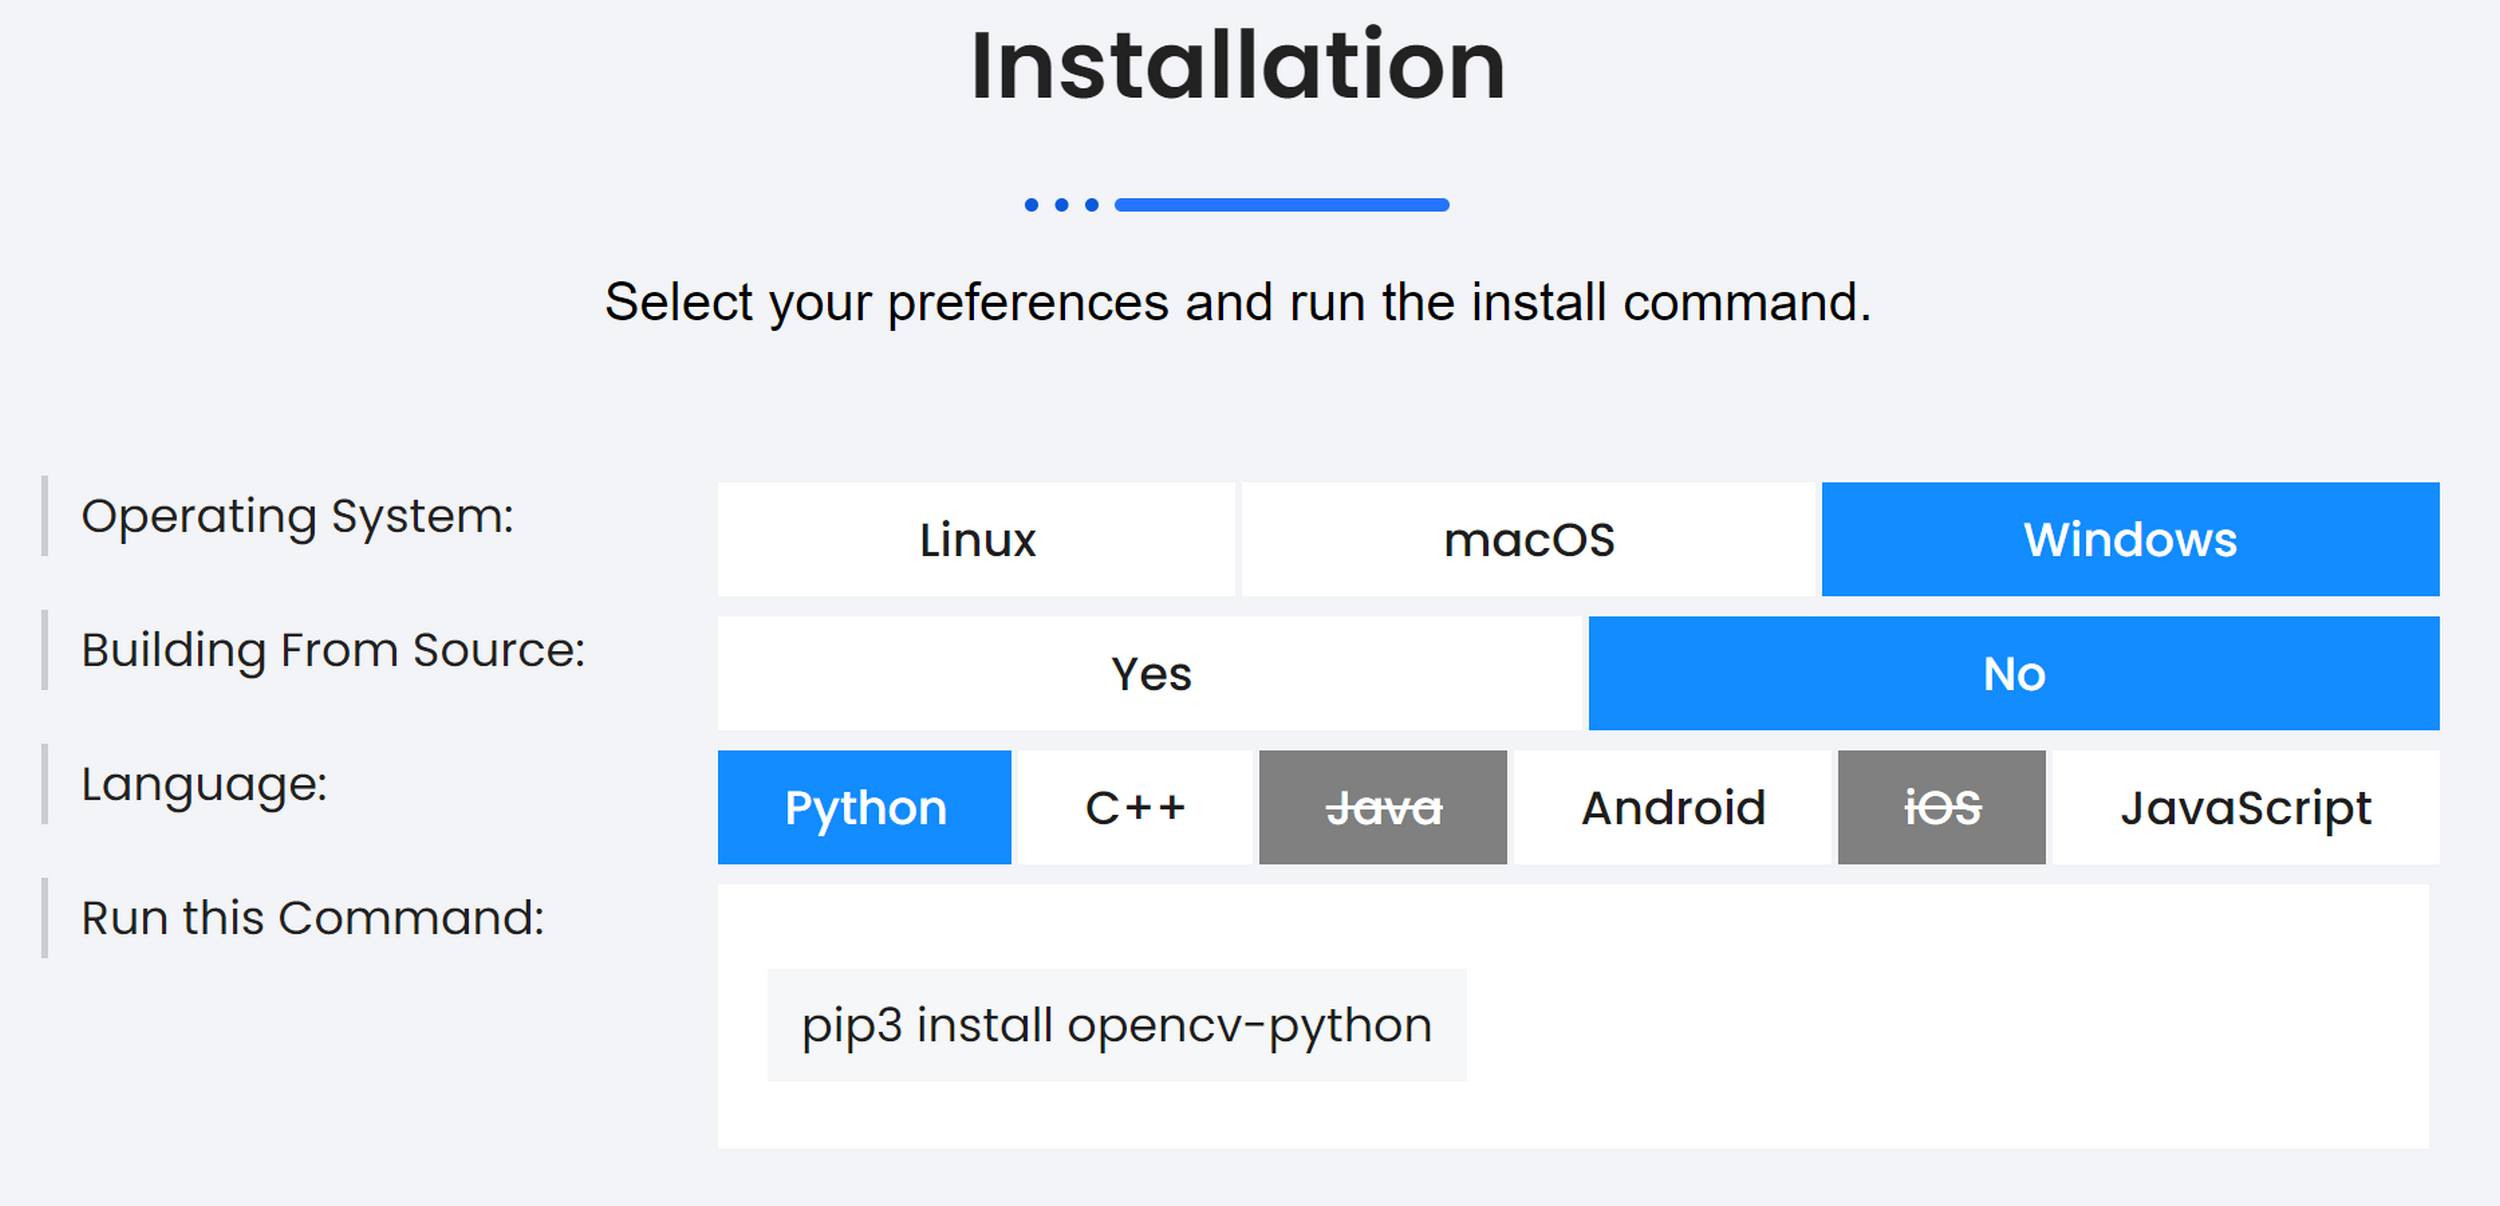 Installation
Select your preferences and run the install command.
Operating System:
Linux macOS Windows
Building From Source:
Yes No
Language:
Python C++ Java Android iOS JavaScript
Run this Command:
pip3 install opencv-python